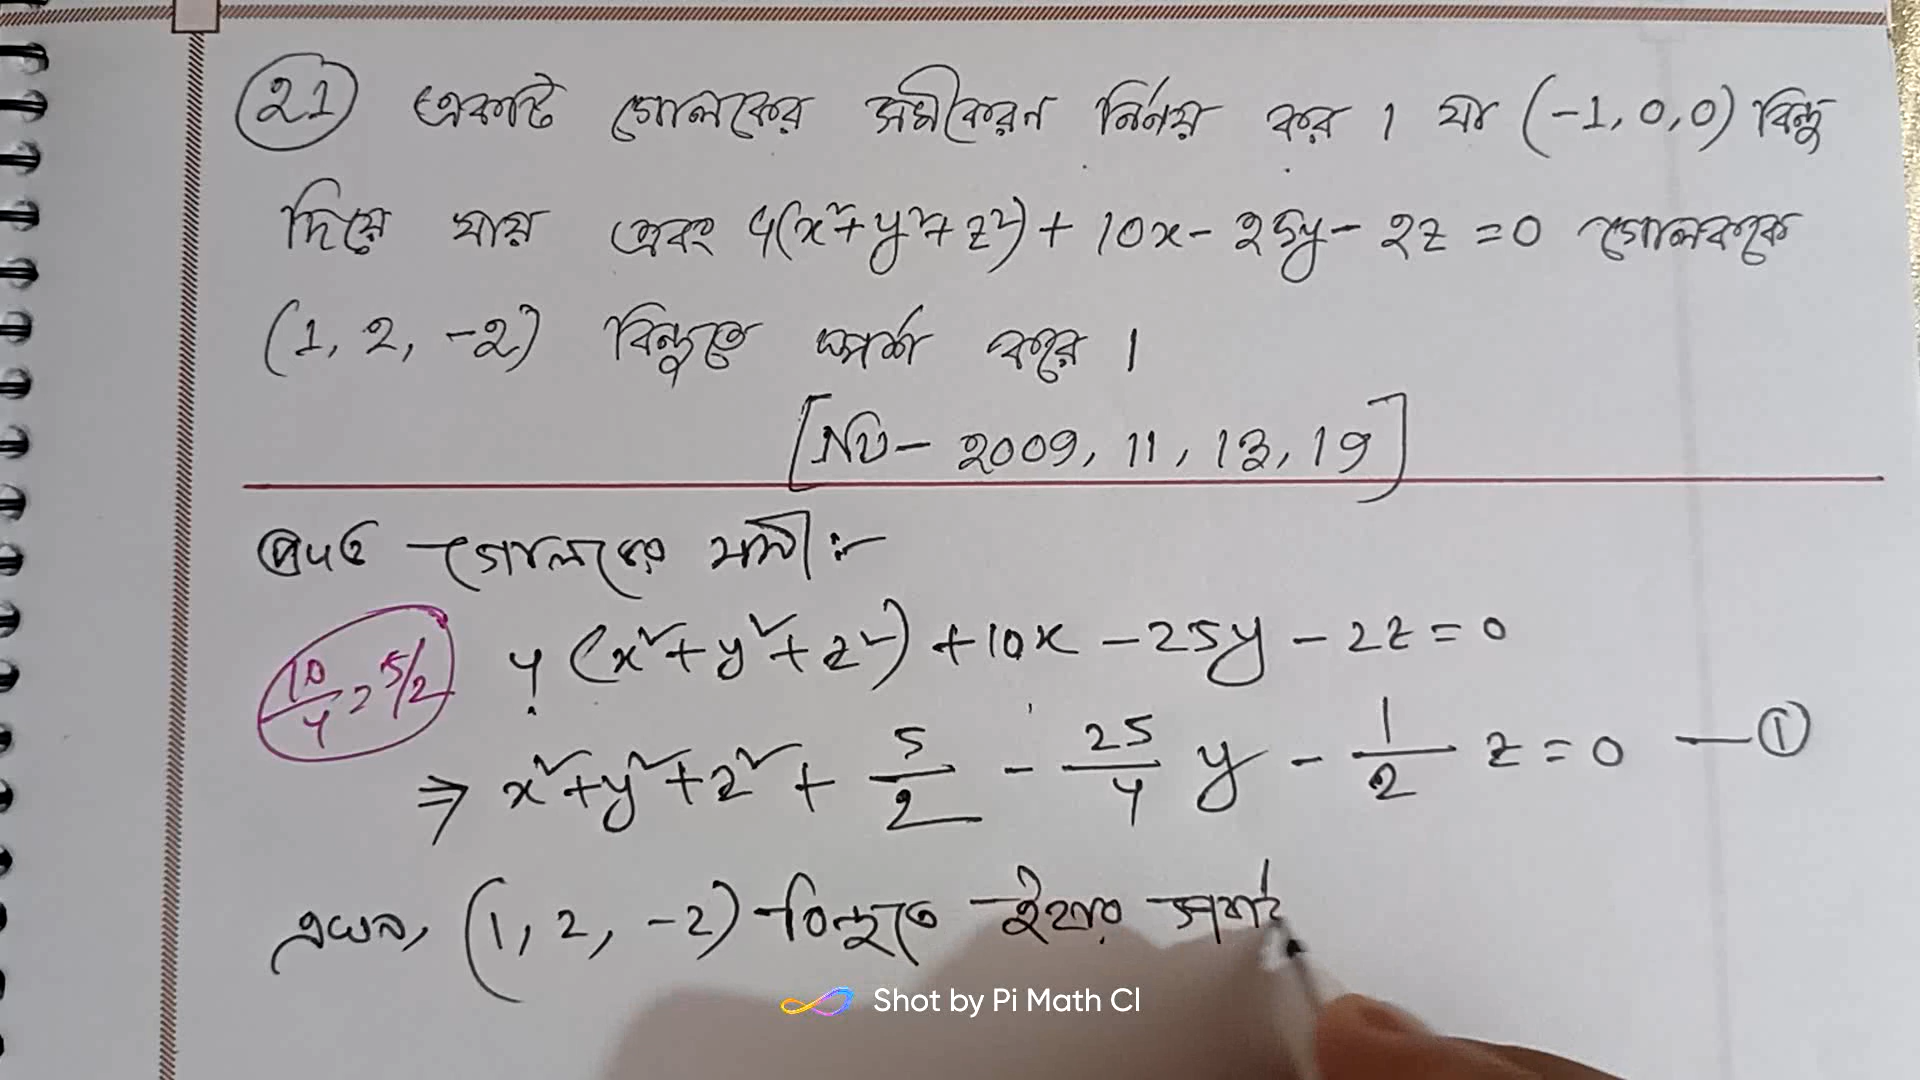 21 একটি গোলকের সমীকরন নির্নয় কর । যা (-1, 0, 0) বিন্দু
দিয়ে যায় এবং 4(x²+y²+z²) + 10x - 25y - 2z = 0 গোলককে
(1, 2, -2) বিন্দুতে স্পর্শ করে ।
[NU- 2009, 11, 13, 19]
প্রদত্ত গোলকের সমী :-
4 (x²+y²+z²) +10x -25y -2z = 0
10/4 = 5/2
⇒ x²+y²+z² + 5/2 - 25/4 y - 1/2 z = 0 — ①
এখন, (1, 2, -2) বিন্দুতে ইহার
Shot by Pi Math Cl